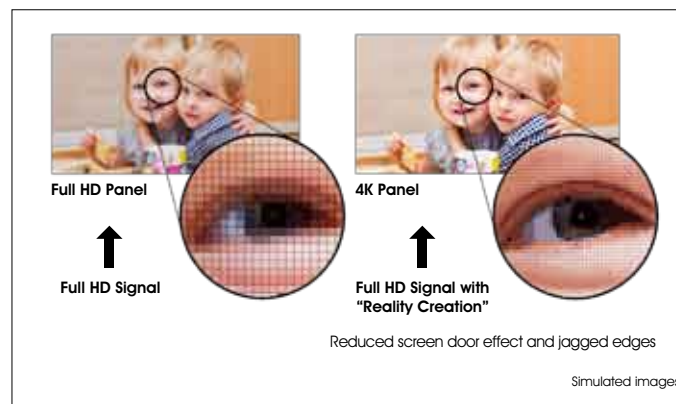 Full HD Panel
4K Panel
Full HD Signal
Full HD Signal with
“Reality Creation”
Reduced screen door effect and jagged edges
Simulated images